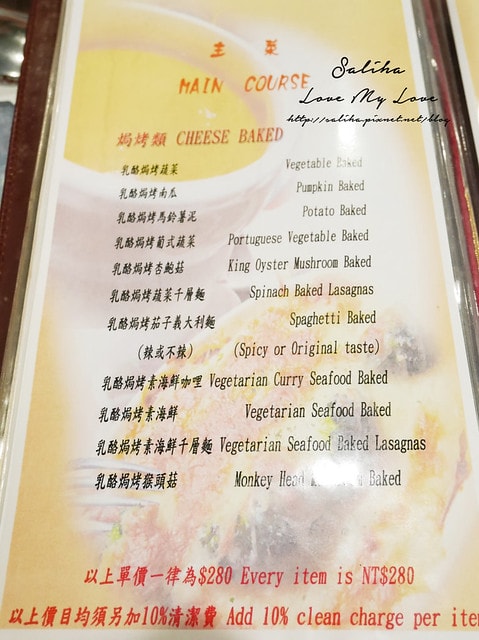 主菜
MAIN COURSE
Saliha
Love My Love
http://saliha.pixnet.net/blog
焗烤類 CHEESE BAKED
乳酪焗烤蔬菜 Vegetable Baked
乳酪焗烤南瓜 Pumpkin Baked
乳酪焗烤馬鈴薯泥 Potato Baked
乳酪焗烤葡式蔬菜 Portuguese Vegetable Baked
乳酪焗烤杏鮑菇 King Oyster Mushroom Baked
乳酪焗烤蔬菜千層麵 Spinach Baked Lasagnas
乳酪焗烤茄子義大利麵 Spaghetti Baked
(辣或不辣) (Spicy or Original taste)
乳酪焗烤素海鮮咖哩 Vegetarian Curry Seafood Baked
乳酪焗烤素海鮮 Vegetarian Seafood Baked
乳酪焗烤素海鮮千層麵 Vegetarian Seafood Baked Lasagnas
乳酪焗烤猴頭菇 Monkey Head Baked
以上單價一律為$280 Every item is NT$280
以上價目均須另加10%清潔費 Add 10% clean charge per